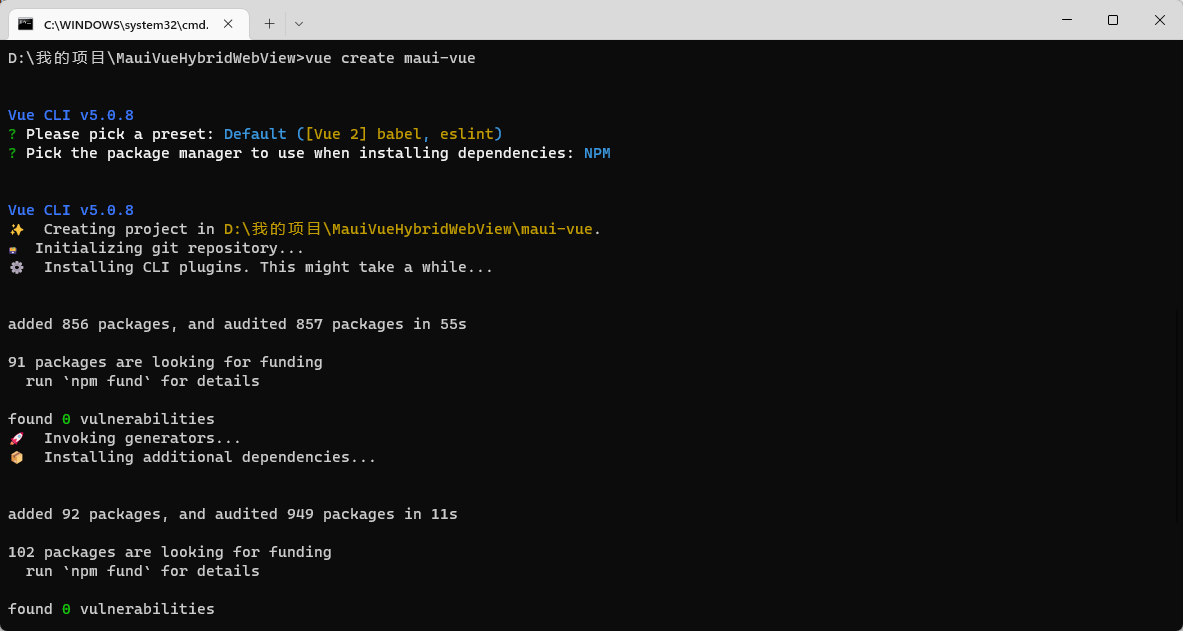 C:\WINDOWS\system32\cmd.
D:\我的项目\MauiVueHybridWebView>vue create maui-vue
Vue CLI v5.0.8
? Please pick a preset: Default ([Vue 2] babel, eslint)
? Pick the package manager to use when installing dependencies: NPM
Vue CLI v5.0.8
✨  Creating project in D:\我的项目\MauiVueHybridWebView\maui-vue.
Initializing git repository...
⚙️  Installing CLI plugins. This might take a while...
added 856 packages, and audited 857 packages in 55s
91 packages are looking for funding
  run `npm fund` for details
found 0 vulnerabilities
🚀  Invoking generators...
📦  Installing additional dependencies...
added 92 packages, and audited 949 packages in 11s
102 packages are looking for funding
  run `npm fund` for details
found 0 vulnerabilities